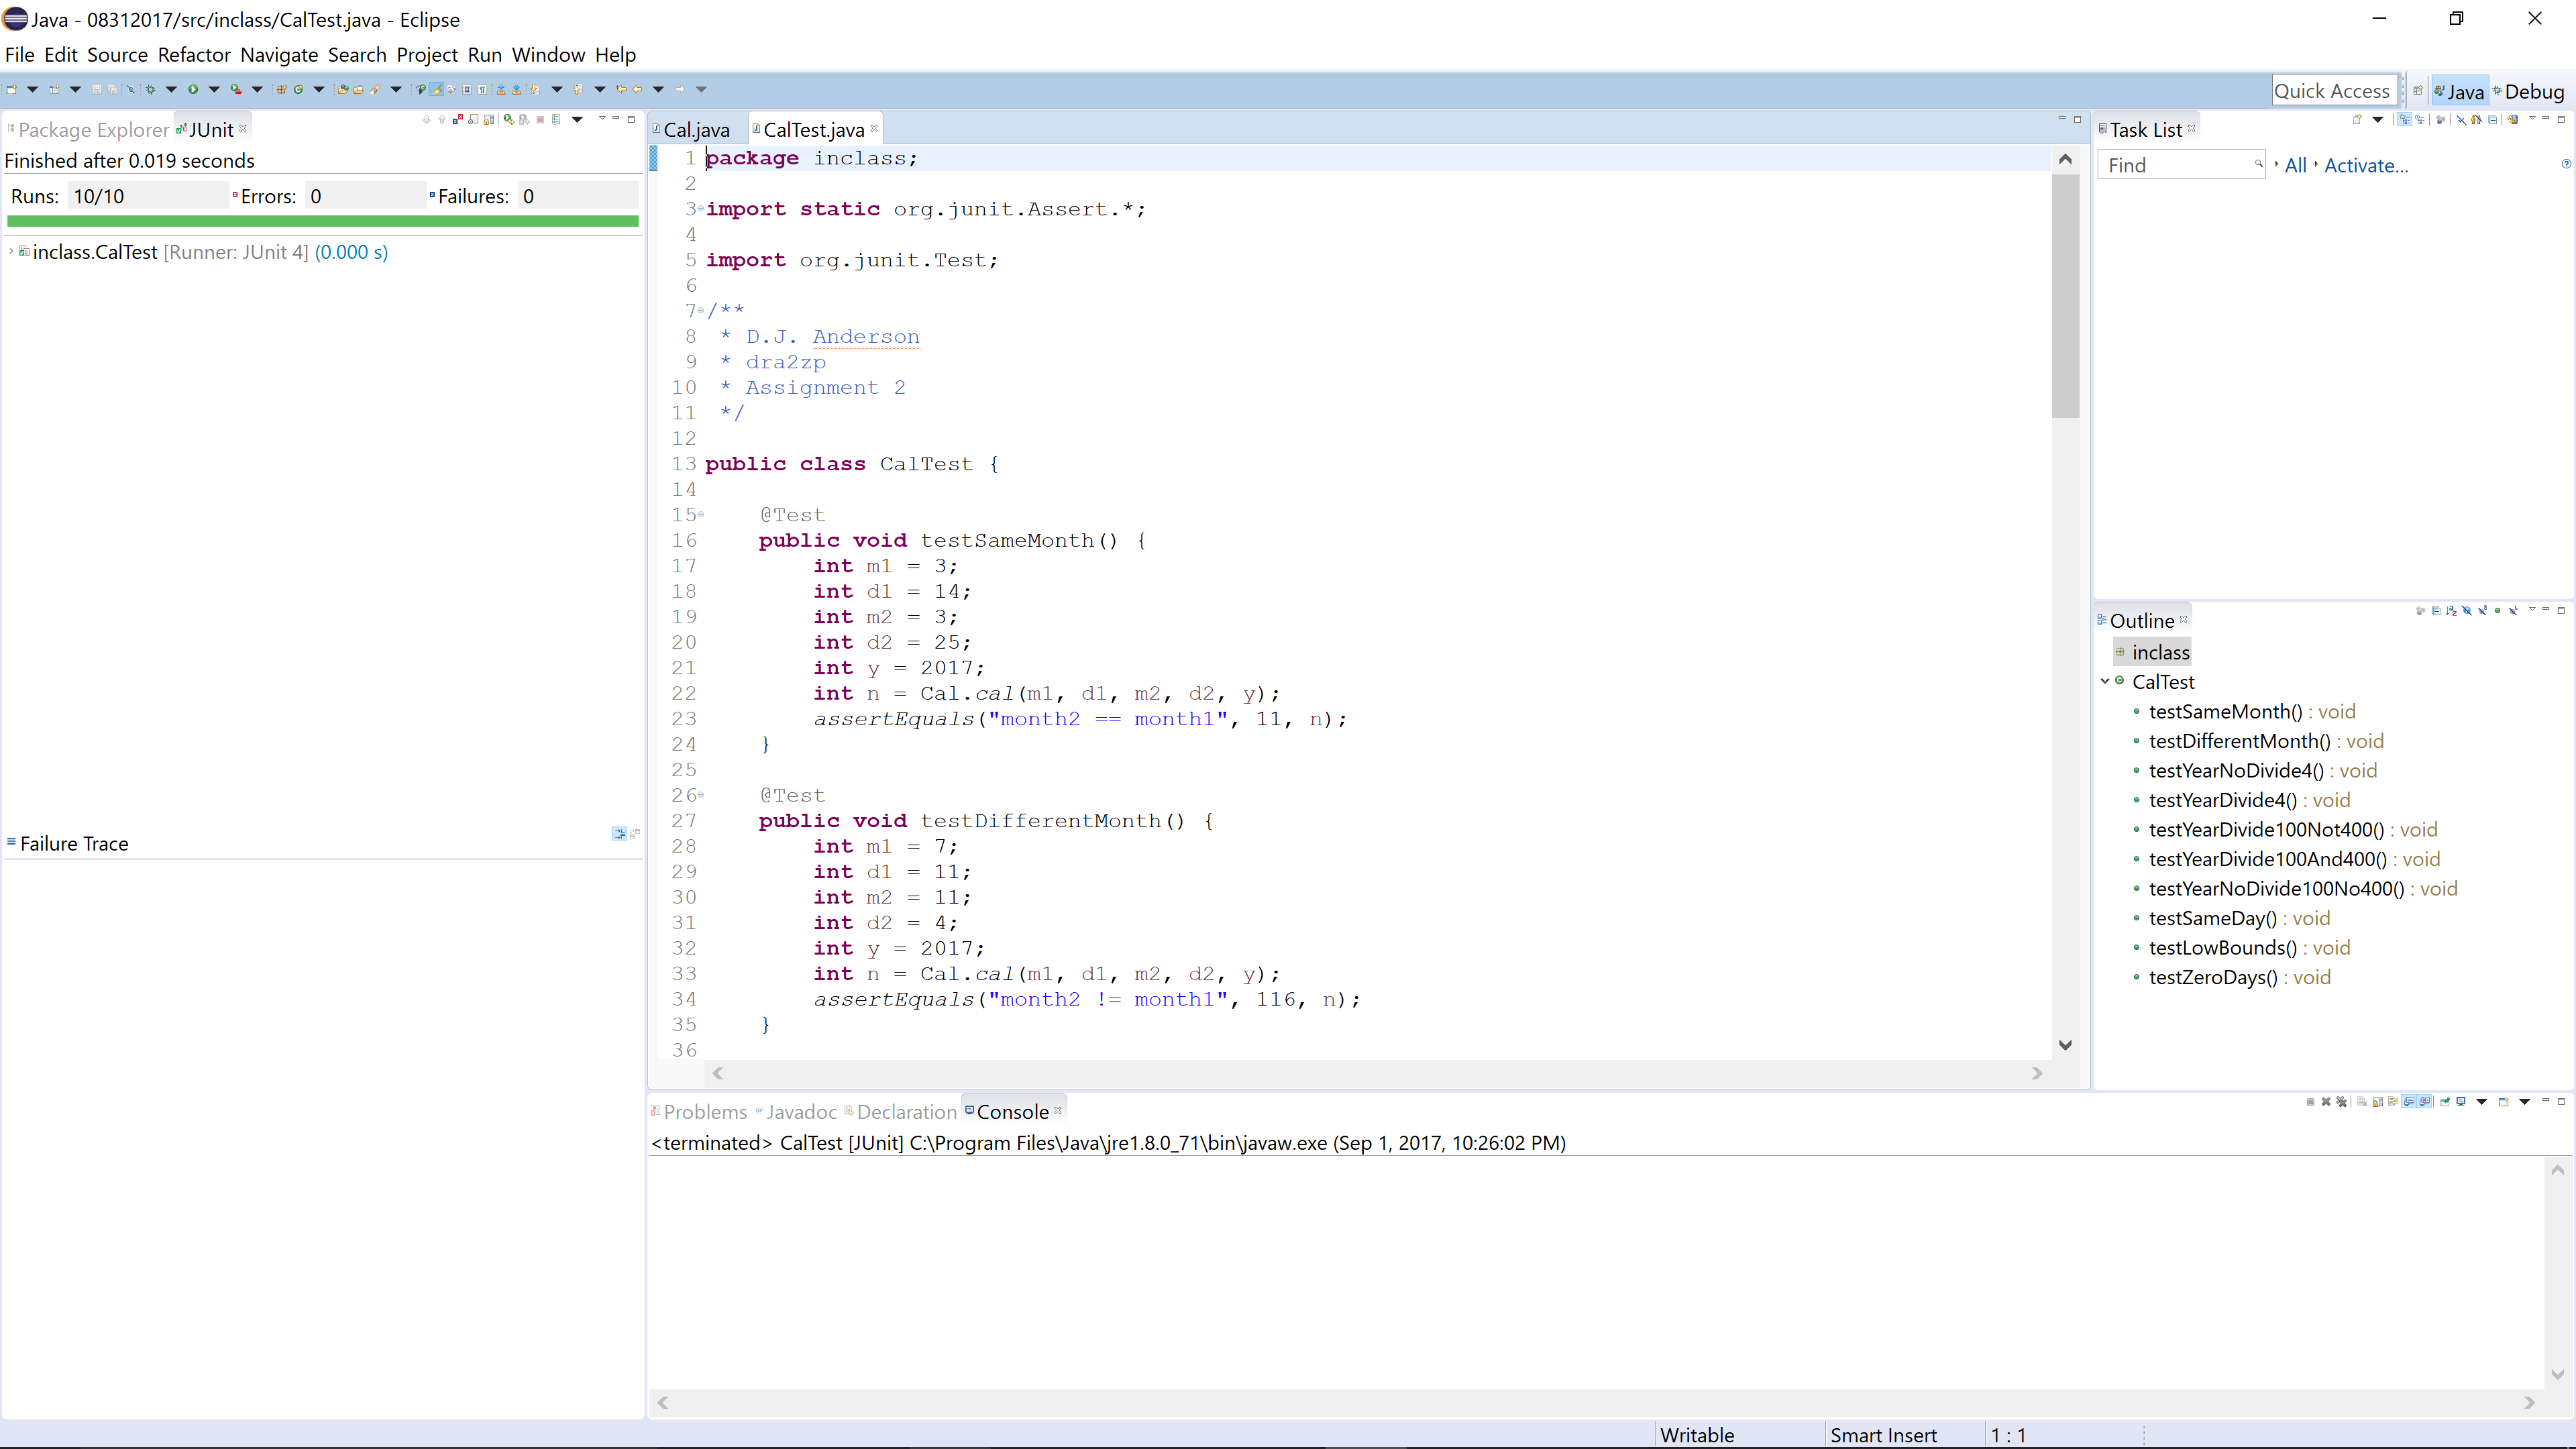 Java - 08312017/src/inclass/CalTest.java - Eclipse
File Edit Source Refactor Navigate Search Project Run Window Help
Quick Access
Java
Debug
Package Explorer
JUnit
Finished after 0.019 seconds
Runs: 10/10
Errors: 0
Failures: 0
inclass.CalTest [Runner: JUnit 4] (0.000 s)
Failure Trace
Cal.java
CalTest.java
1 package inclass;
2
3 import static org.junit.Assert.*;
4
5 import org.junit.Test;
6
7 /**
8 * D.J. Anderson
9 * dra2zp
10 * Assignment 2
11 */
12
13 public class CalTest {
14
15 @Test
16 public void testSameMonth() {
17 int m1 = 3;
18 int d1 = 14;
19 int m2 = 3;
20 int d2 = 25;
21 int y = 2017;
22 int n = Cal.cal(m1, d1, m2, d2, y);
23 assertEquals("month2 == month1", 11, n);
24 }
25
26 @Test
27 public void testDifferentMonth() {
28 int m1 = 7;
29 int d1 = 11;
30 int m2 = 11;
31 int d2 = 4;
32 int y = 2017;
33 int n = Cal.cal(m1, d1, m2, d2, y);
34 assertEquals("month2 != month1", 116, n);
35 }
36
Task List
Find
All
Activate...
Outline
inclass
CalTest
testSameMonth() : void
testDifferentMonth() : void
testYearNoDivide4() : void
testYearDivide4() : void
testYearDivide100Not400() : void
testYearDivide100And400() : void
testYearNoDivide100No400() : void
testSameDay() : void
testLowBounds() : void
testZeroDays() : void
Problems
Javadoc
Declaration
Console
<terminated> CalTest [JUnit] C:\Program Files\Java\jre1.8.0_71\bin\javaw.exe (Sep 1, 2017, 10:26:02 PM)
Writable
Smart Insert
1 : 1